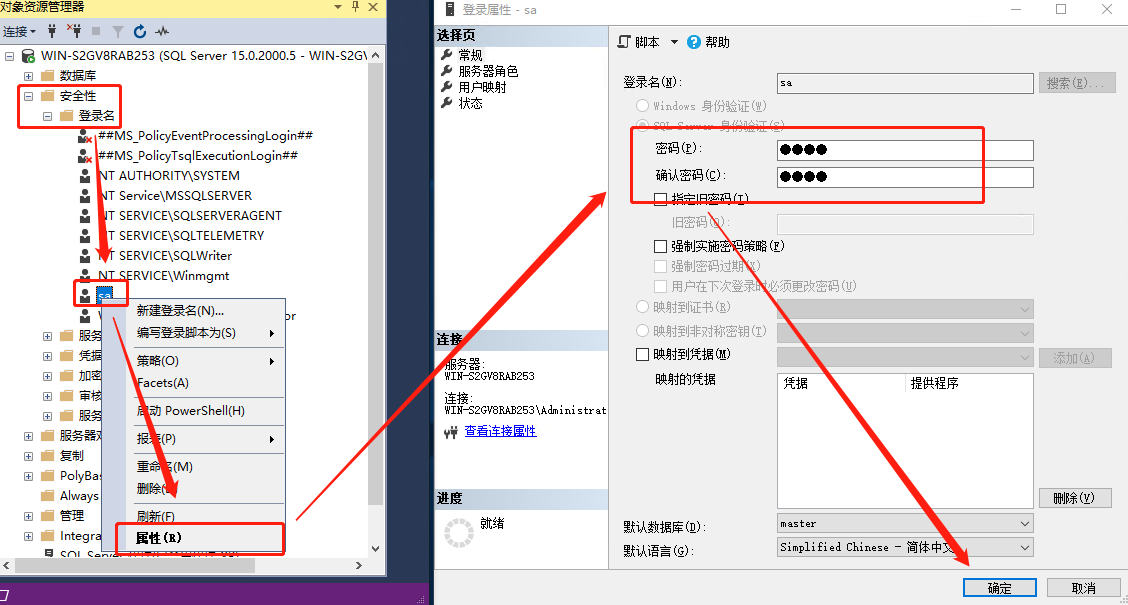 对象资源管理器
连接
WIN-S2GV8RAB253 (SQL Server 15.0.2000.5 - WIN-S2GV
数据库
安全性
登录名
##MS_PolicyEventProcessingLogin##
##MS_PolicyTsqlExecutionLogin##
NT AUTHORITY\SYSTEM
NT Service\MSSQLSERVER
NT SERVICE\SQLSERVERAGENT
NT SERVICE\SQLTELEMETRY
NT SERVICE\SQLWriter
NT SERVICE\Winmgmt
sa
or
服务
凭据
加密
审核
服务
服务器对
复制
PolyBas
Always
管理
Integra
SQL Server
新建登录名(N)...
编写登录脚本为(S)
策略(O)
Facets(A)
启动 PowerShell(H)
报表(P)
重命名(M)
删除
刷新(F)
属性(R)
登录属性 - sa
选择页
常规
服务器角色
用户映射
状态
连接
服务器:
WIN-S2GV8RAB253
连接:
WIN-S2GV8RAB253\Administrat
查看连接属性
进度
就绪
脚本
帮助
登录名(N):
sa
搜索(E)...
Windows 身份验证(W)
SQL Server 身份验证(S)
密码(P):
●●●●
确认密码(C):
●●●●
指定旧密码(I)
旧密码(O):
强制实施密码策略(F)
强制密码过期(X)
用户在下次登录时必须更改密码(U)
映射到证书(R)
映射到非对称密钥(T)
映射到凭据(M)
添加(A)
映射的凭据
凭据
提供程序
删除(V)
默认数据库(D):
master
默认语言(G):
Simplified Chinese - 简体中文
确定
取消